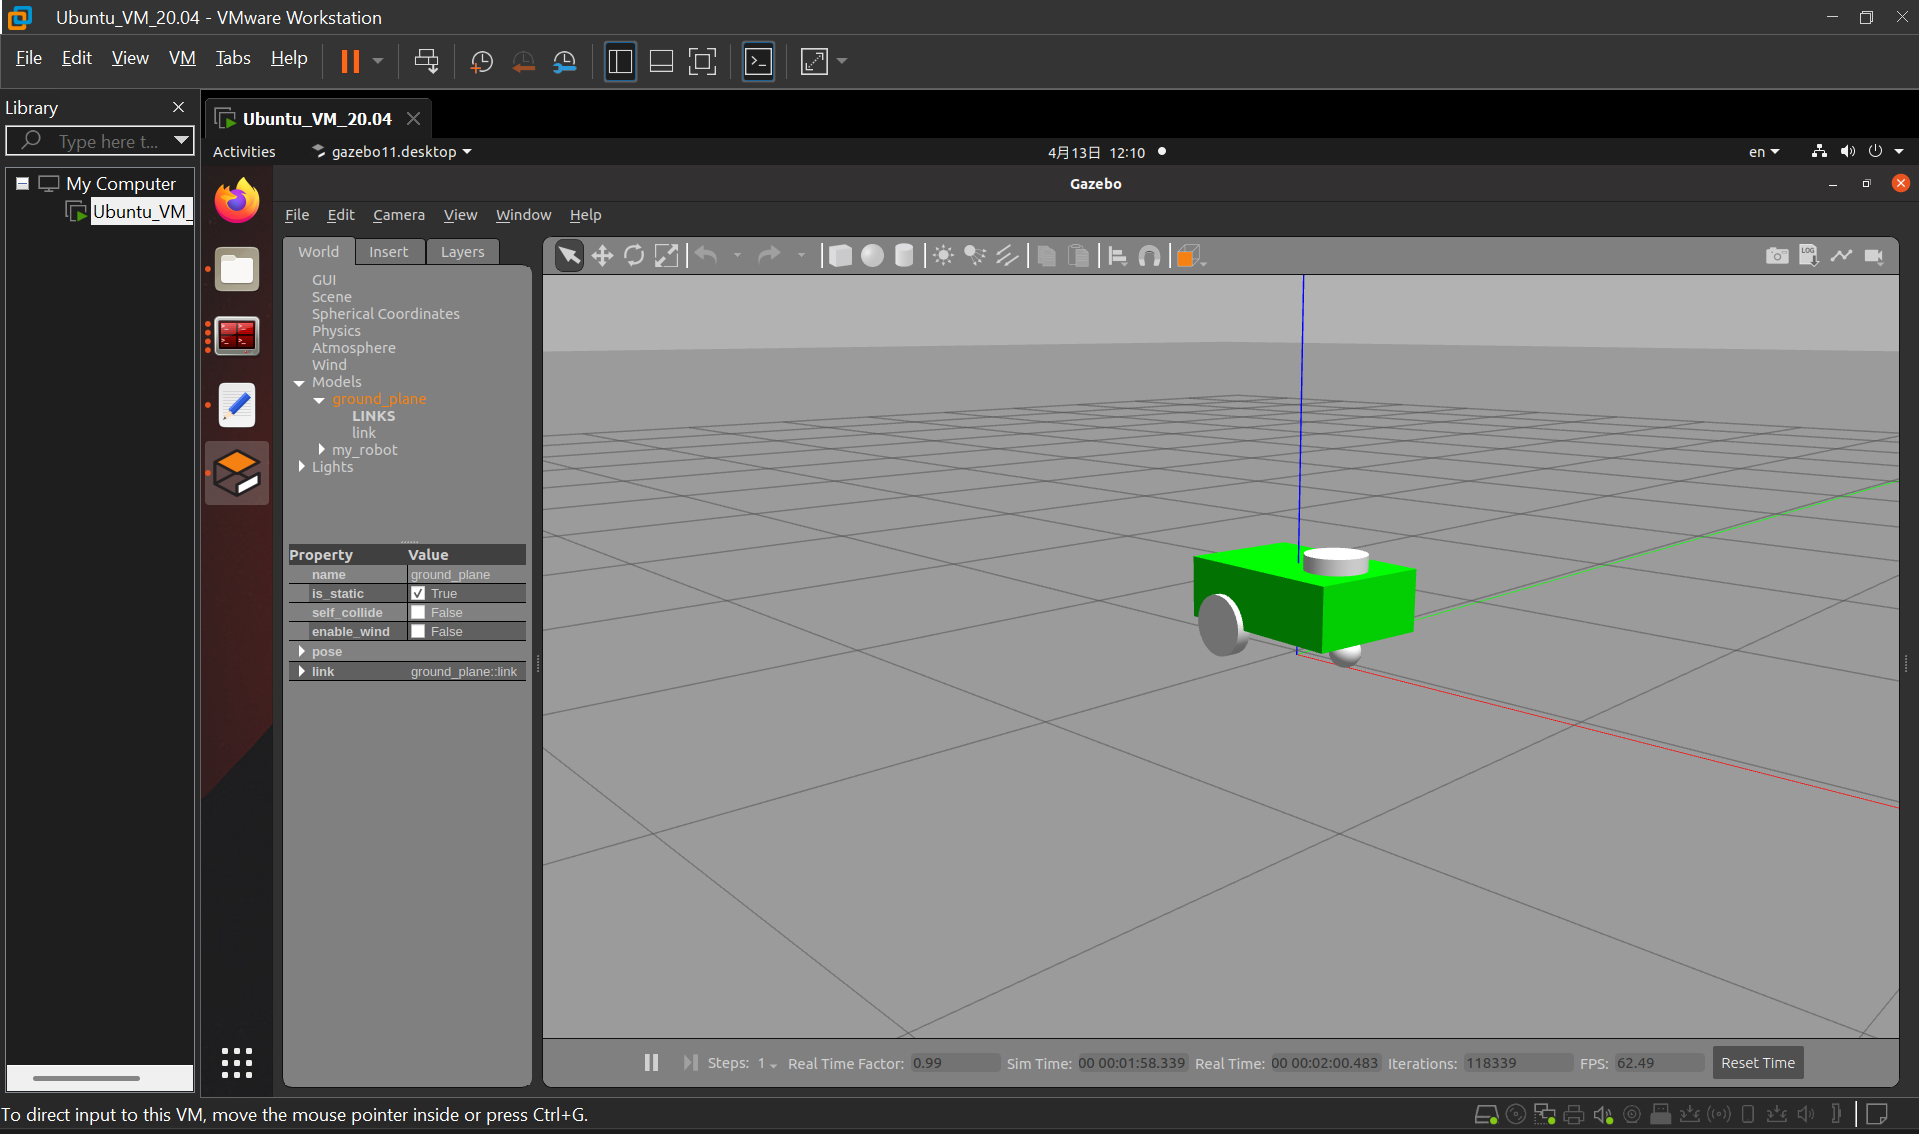 Ubuntu_VM_20.04 - VMware Workstation
File Edit View VM Tabs Help
Library
Type here t...
My Computer
Ubuntu_VM_
Ubuntu_VM_20.04
Activities gazebo11.desktop 4月13日 12:10 en
Gazebo
File Edit Camera View Window Help
World Insert Layers
GUI
Scene
Spherical Coordinates
Physics
Atmosphere
Wind
Models
ground_plane
LINKS
link
my_robot
Lights
Property Value
name ground_plane
is_static True
self_collide False
enable_wind False
pose
link ground_plane::link
LOG
Steps: 1 Real Time Factor: 0.99 Sim Time: 00 00:01:58.339 Real Time: 00 00:02:00.483 Iterations: 118339 FPS: 62.49 Reset Time
To direct input to this VM, move the mouse pointer inside or press Ctrl+G.